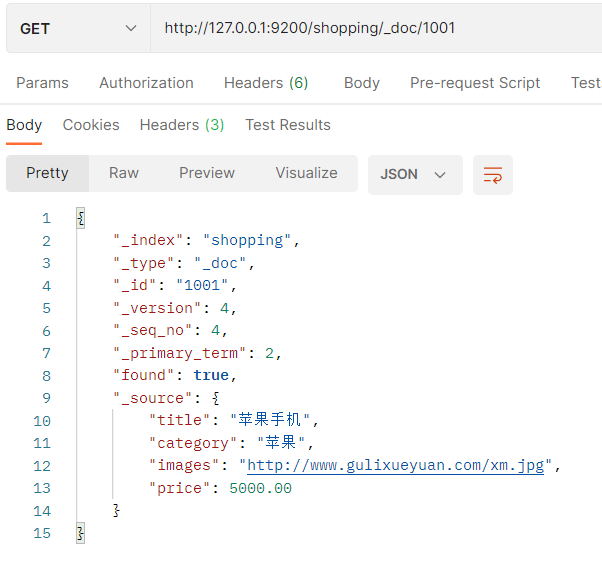 GET http://127.0.0.1:9200/shopping/_doc/1001
Params Authorization Headers (6) Body Pre-request Script Test
Body Cookies Headers (3) Test Results
Pretty Raw Preview Visualize JSON
1 {
2 "_index": "shopping",
3 "_type": "_doc",
4 "_id": "1001",
5 "_version": 4,
6 "_seq_no": 4,
7 "_primary_term": 2,
8 "found": true,
9 "_source": {
10 "title": "苹果手机",
11 "category": "苹果",
12 "images": "http://www.gulixueyuan.com/xm.jpg",
13 "price": 5000.00
14 }
15 }